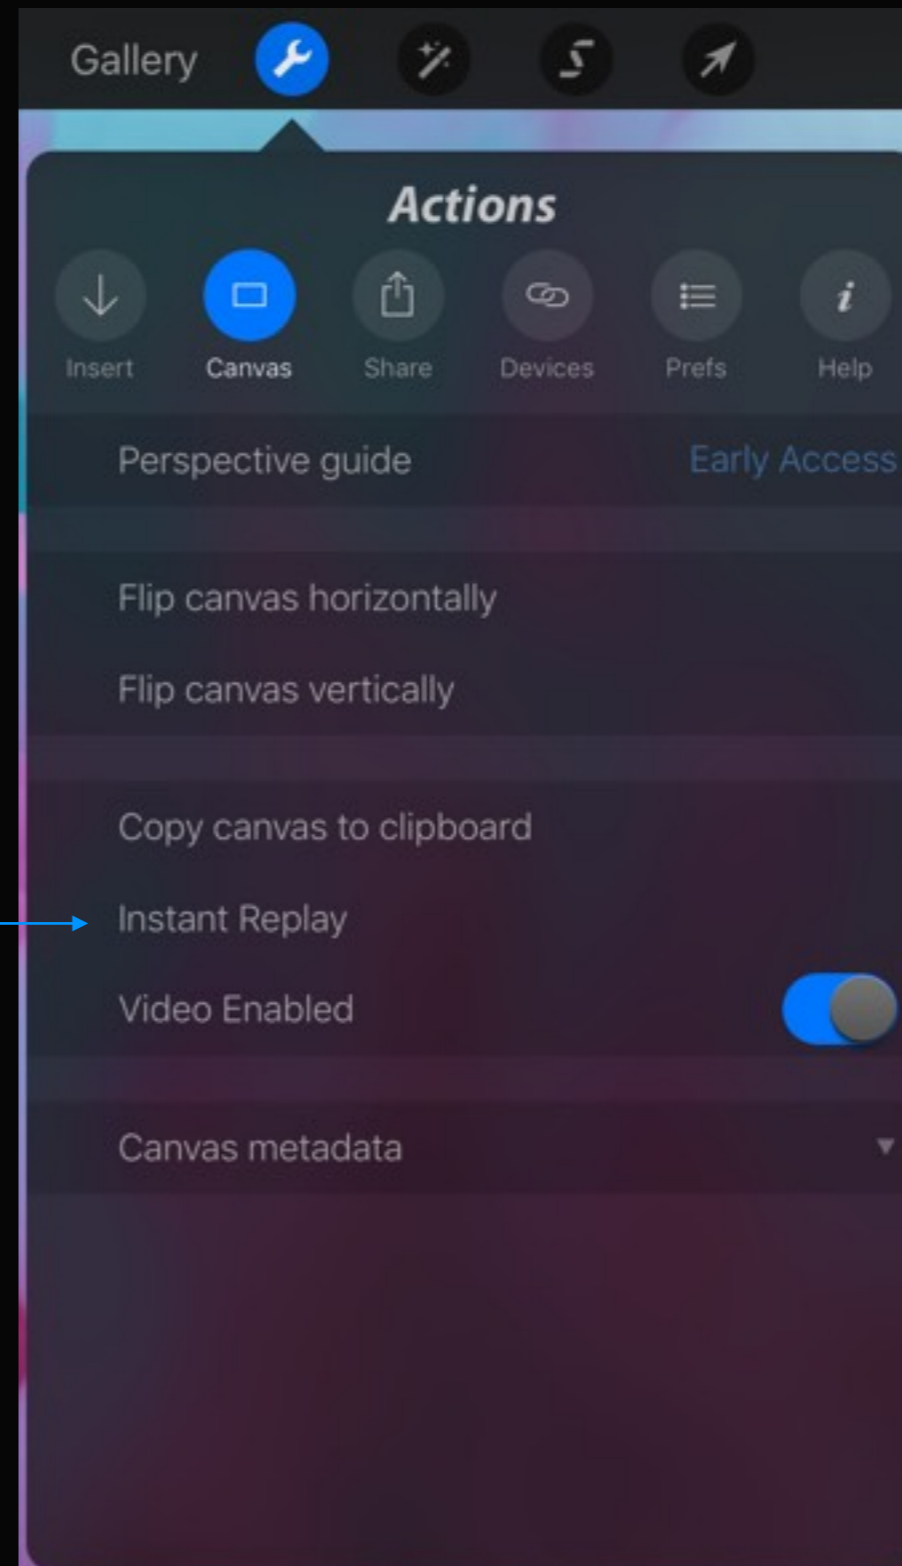 Gallery
Actions
Insert Canvas Share Devices Prefs Help
Perspective guide Early Access
Flip canvas horizontally
Flip canvas vertically
Copy canvas to clipboard
Instant Replay
Video Enabled
Canvas metadata